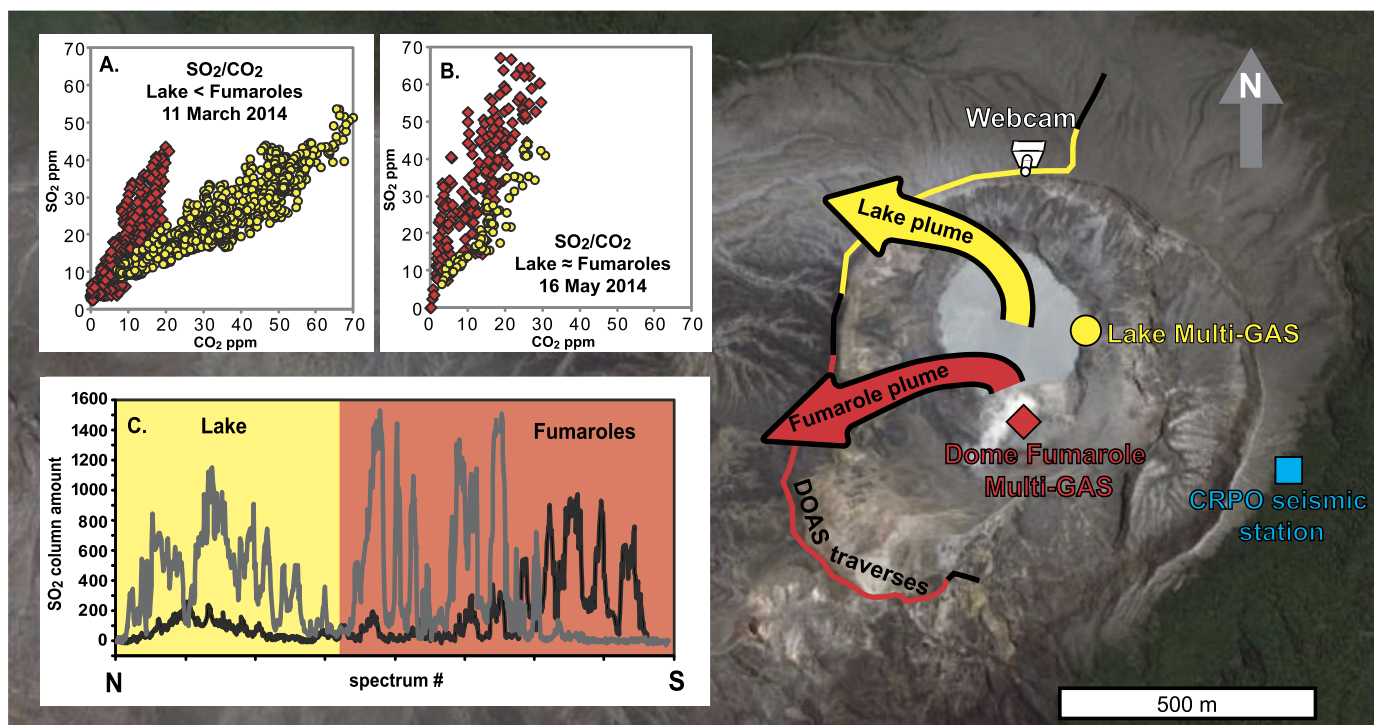 A.
SO₂/CO₂
Lake < Fumaroles
11 March 2014
70
60
50
40
30
20
10
0
SO₂ ppm
0 10 20 30 40 50 60 70
CO₂ ppm
B.
SO₂/CO₂
Lake ≈ Fumaroles
16 May 2014
70
60
50
40
30
20
10
0
SO₂ ppm
0 10 20 30 40 50 60 70
CO₂ ppm
C.
Lake
Fumaroles
1600
1400
1200
1000
800
600
400
200
0
SO₂ column amount
N
spectrum #
S
N
Webcam
Lake plume
Lake Multi-GAS
Fumarole plume
Dome Fumarole
Multi-GAS
DOAS traverses
CRPO seismic
station
500 m